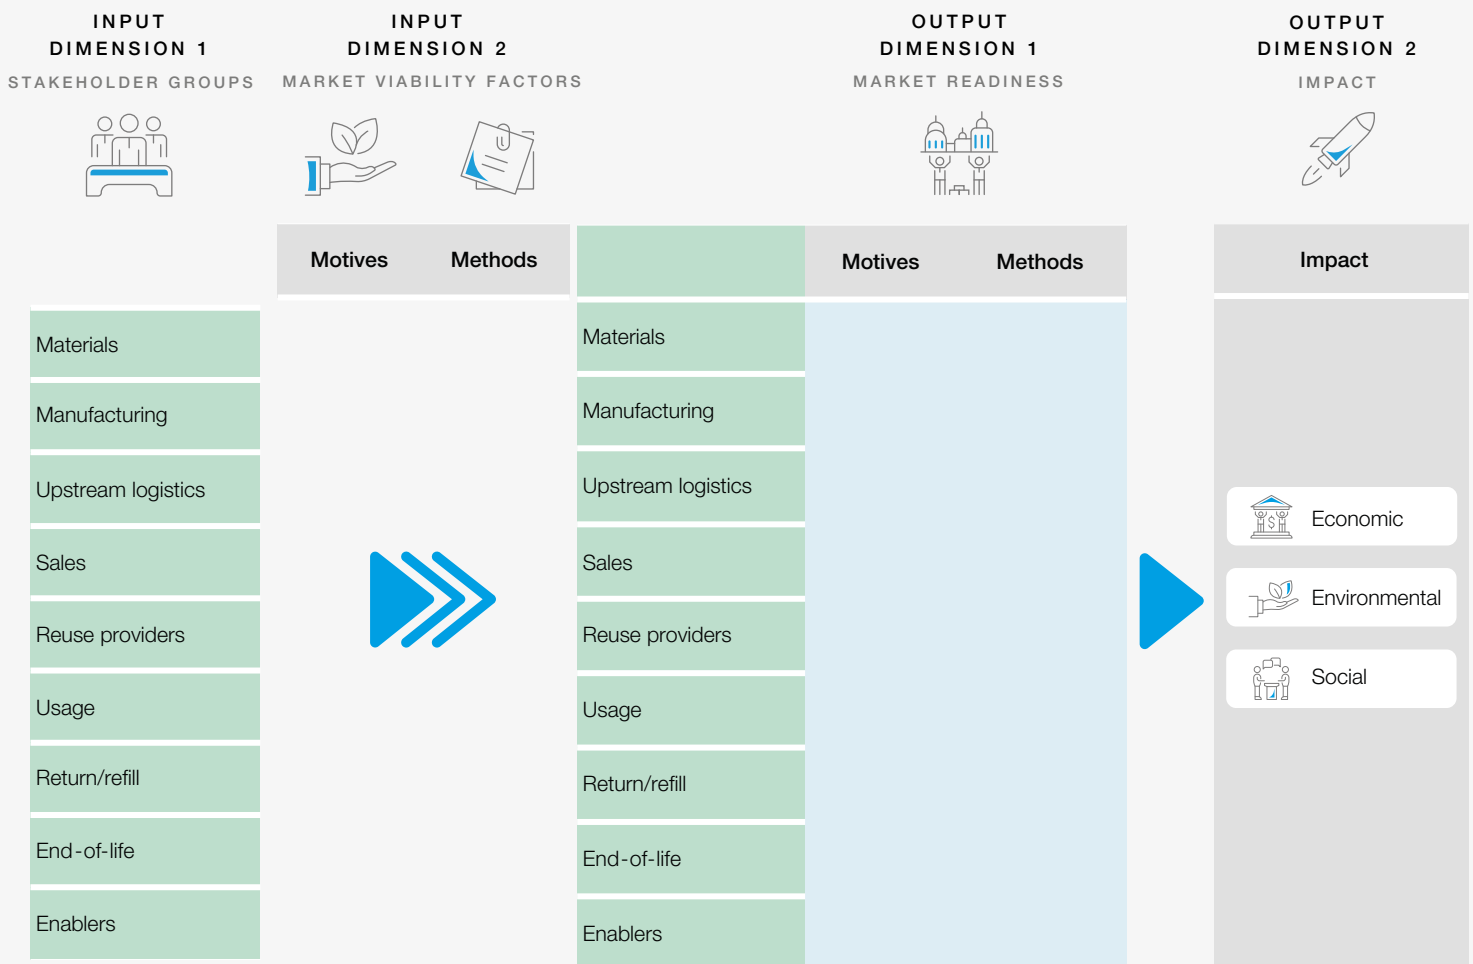 INPUT
DIMENSION 1
STAKEHOLDER GROUPS
INPUT
DIMENSION 2
MARKET VIABILITY FACTORS
OUTPUT
DIMENSION 1
MARKET READINESS
OUTPUT
DIMENSION 2
IMPACT
Motives Methods
Motives Methods
Impact
Materials
Manufacturing
Upstream logistics
Sales
Reuse providers
Usage
Return/refill
End-of-life
Enablers
Materials
Manufacturing
Upstream logistics
Sales
Reuse providers
Usage
Return/refill
End-of-life
Enablers
$
Economic
Environmental
Social